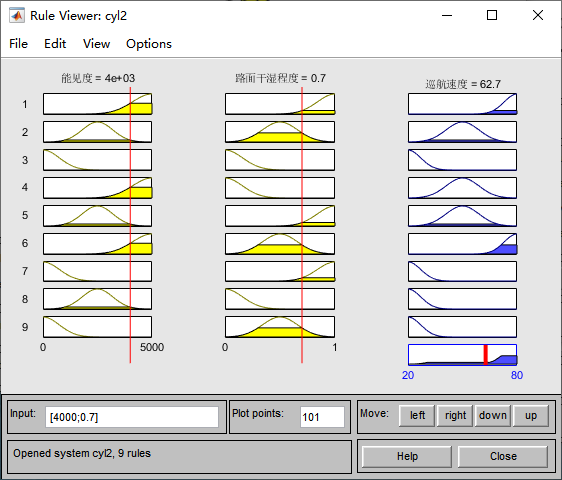 Rule Viewer: cyl2
File Edit View Options
能见度 = 4e+03 路面干湿程度 = 0.7 巡航速度 = 62.7
1
2
3
4
5
6
7
8
9
0 5000 0 1
20 80
Input: [4000;0.7] Plot points: 101 Move: left right down up
Opened system cyl2, 9 rules Help Close